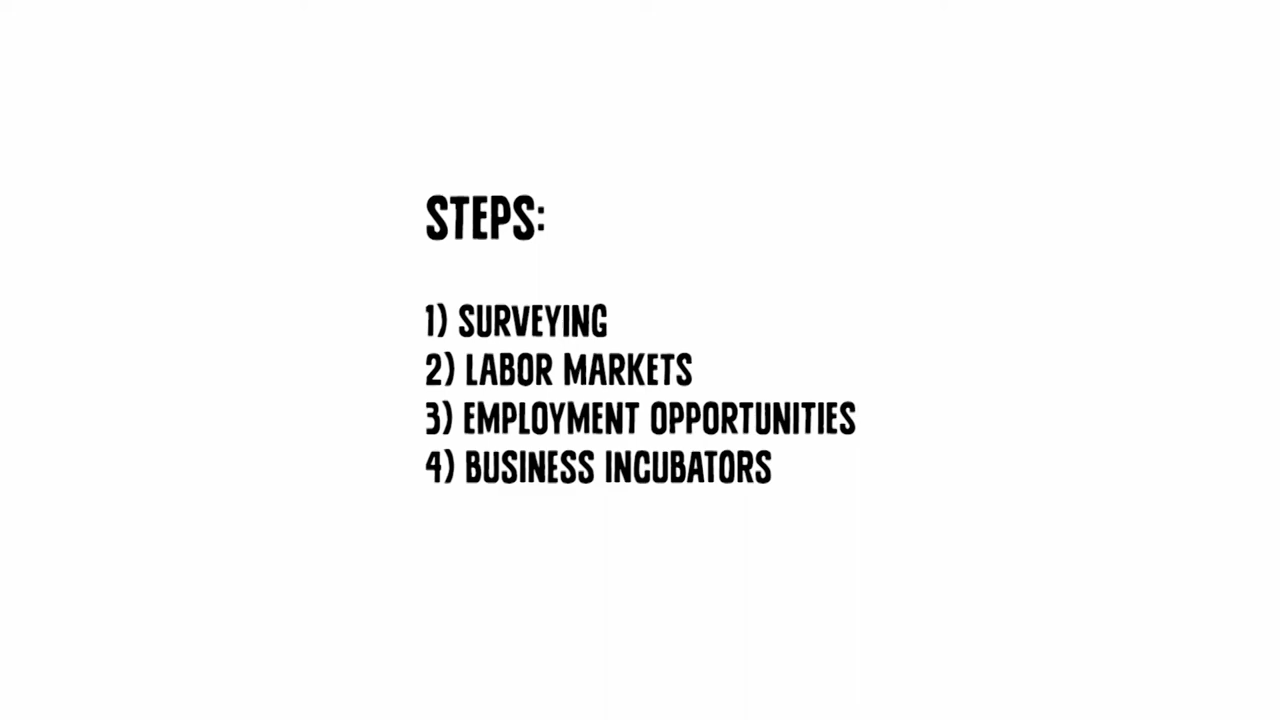 STEPS:
1) SURVEYING
2) LABOR MARKETS
3) EMPLOYMENT OPPORTUNITIES
4) BUSINESS INCUBATORS